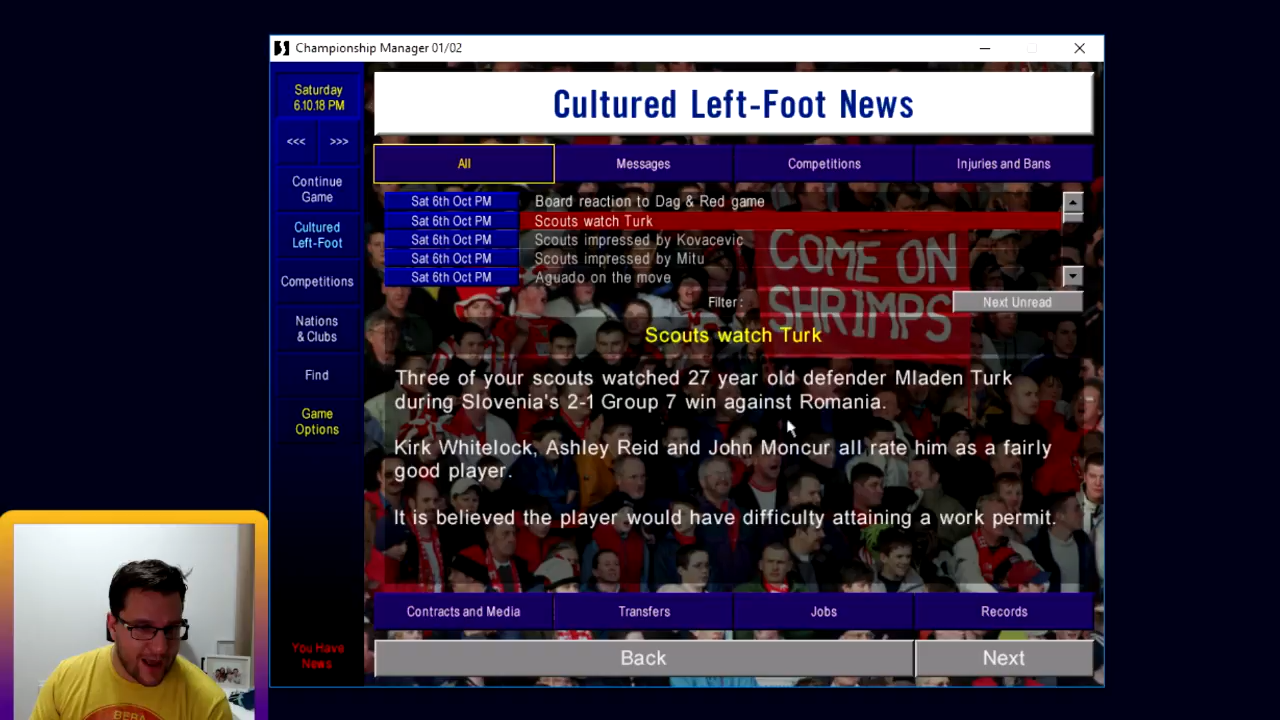 Championship Manager 01/02
Saturday
6.10.18 PM
<<< >>>
Continue
Game
Cultured
Left-Foot
Competitions
Nations
& Clubs
Find
Game
Options
You Have
News
Cultured Left-Foot News
All Messages Competitions Injuries and Bans
Sat 6th Oct PM Board reaction to Dag & Red game
Sat 6th Oct PM Scouts watch Turk
Sat 6th Oct PM Scouts impressed by Kovacevic
Sat 6th Oct PM Scouts impressed by Mitu
Sat 6th Oct PM Aguado on the move
COME ON
SHRIMPS
Filter : Next Unread
Scouts watch Turk
Three of your scouts watched 27 year old defender Mladen Turk
during Slovenia's 2-1 Group 7 win against Romania.
Kirk Whitelock, Ashley Reid and John Moncur all rate him as a fairly
good player.
It is believed the player would have difficulty attaining a work permit.
Contracts and Media Transfers Jobs Records
Back Next